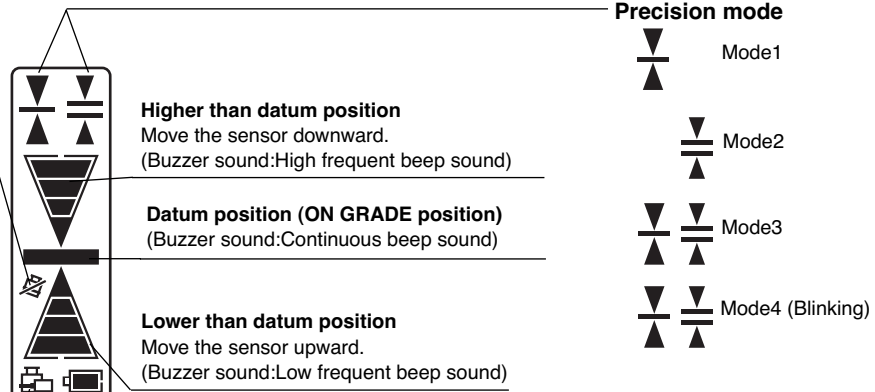 Precision mode
Mode1
Mode2
Mode3
Mode4 (Blinking)
Higher than datum position
Move the sensor downward.
(Buzzer sound:High frequent beep sound)
Datum position (ON GRADE position)
(Buzzer sound:Continuous beep sound)
Lower than datum position
Move the sensor upward.
(Buzzer sound:Low frequent beep sound)